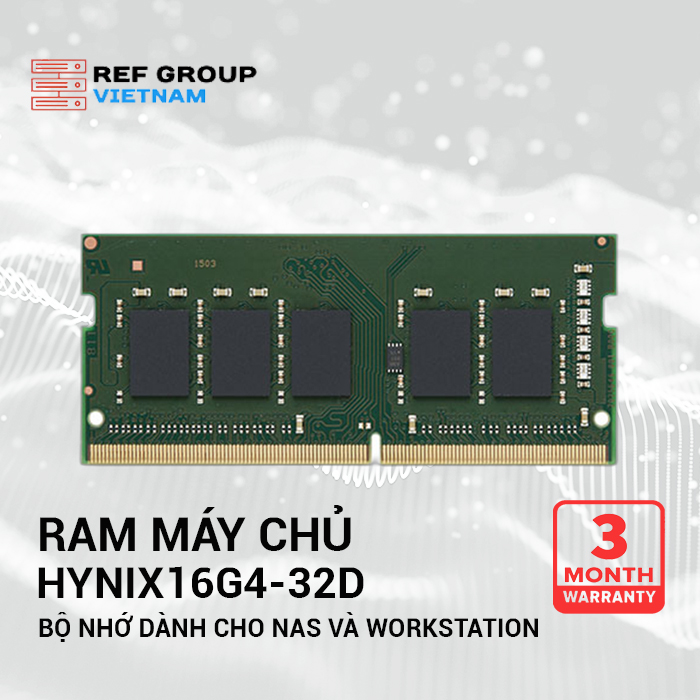 REF GROUP
VIETNAM
1503
RAM MÁY CHỦ
HYNIX16G4-32D
BỘ NHỚ DÀNH CHO NAS VÀ WORKSTATION
3
MONTH
WARRANTY